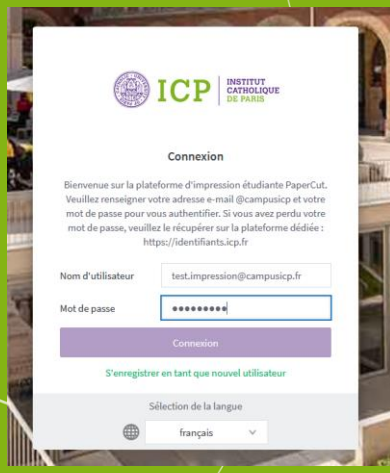 ICP
INSTITUT
CATHOLIQUE
DE PARIS
Connexion
Bienvenue sur la plateforme d'impression étudiante PaperCut.
Veuillez renseigner votre adresse e-mail @campusicp et votre
mot de passe pour vous authentifier. Si vous avez perdu votre
mot de passe, veuillez le récupérer sur la plateforme dédiée :
https://identifiants.icp.fr
Nom d'utilisateur test.impression@campusicp.fr
Mot de passe •••••••••
Connexion
S'enregistrer en tant que nouvel utilisateur
Sélection de la langue
français